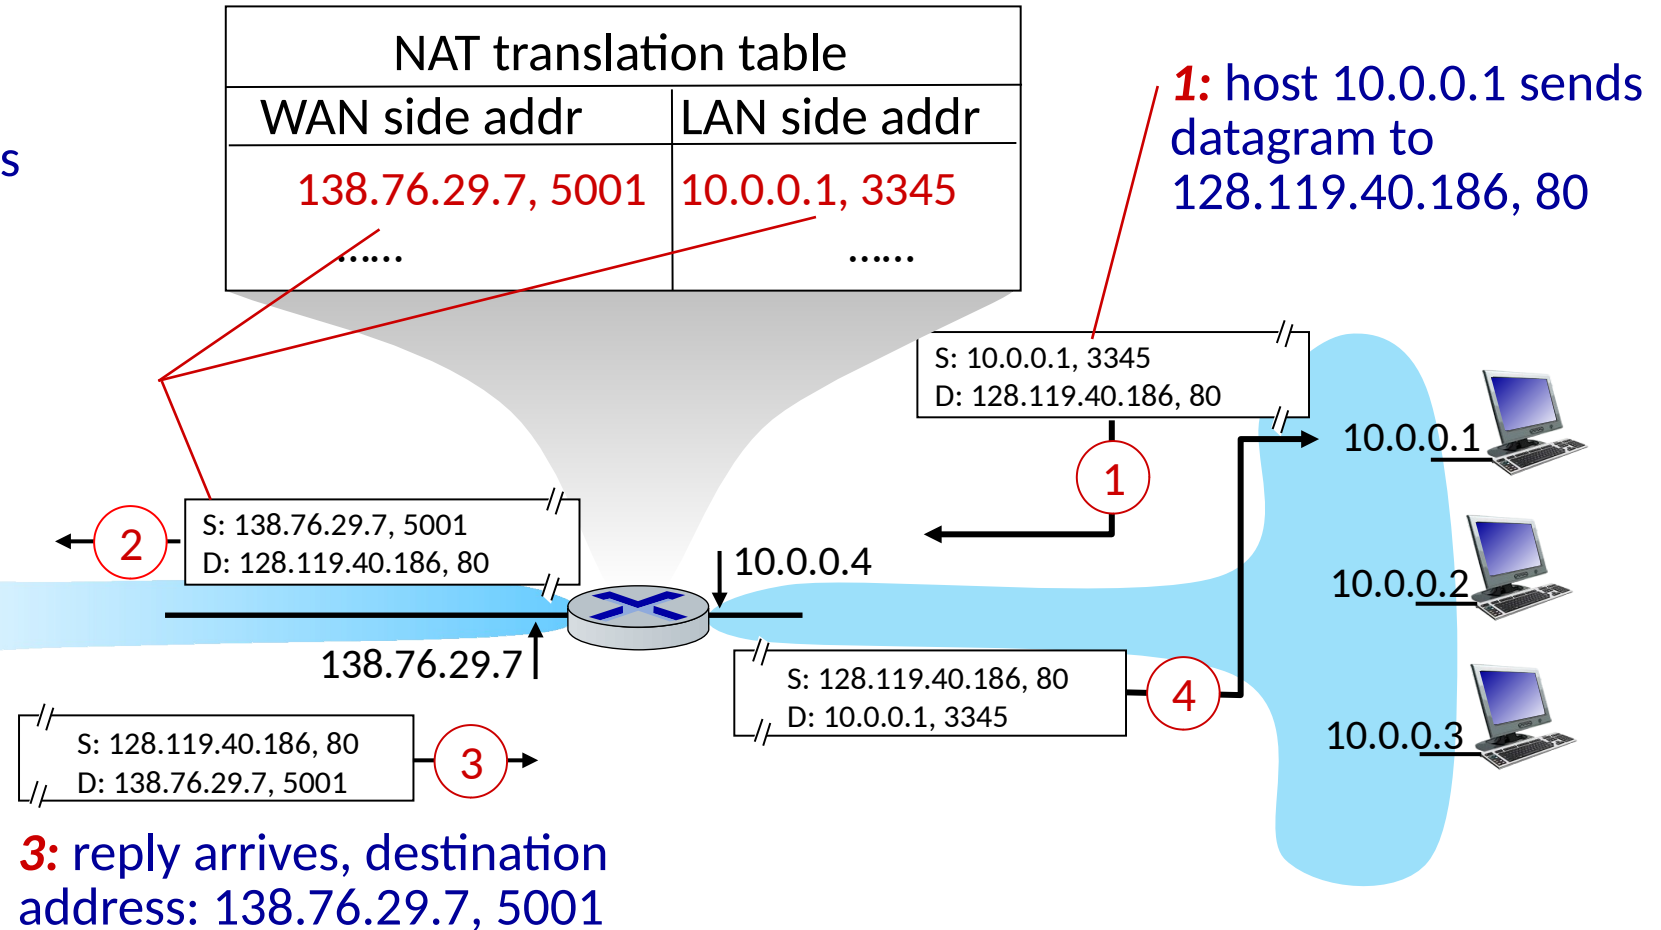 NAT translation table
WAN side addr LAN side addr
138.76.29.7, 5001 10.0.0.1, 3345
...... ......
s
1: host 10.0.0.1 sends
datagram to
128.119.40.186, 80
S: 10.0.0.1, 3345
D: 128.119.40.186, 80
10.0.0.1
1
2
S: 138.76.29.7, 5001
D: 128.119.40.186, 80
10.0.0.4
10.0.0.2
138.76.29.7
S: 128.119.40.186, 80
D: 10.0.0.1, 3345
4
10.0.0.3
S: 128.119.40.186, 80
D: 138.76.29.7, 5001
3
3: reply arrives, destination
address: 138.76.29.7, 5001